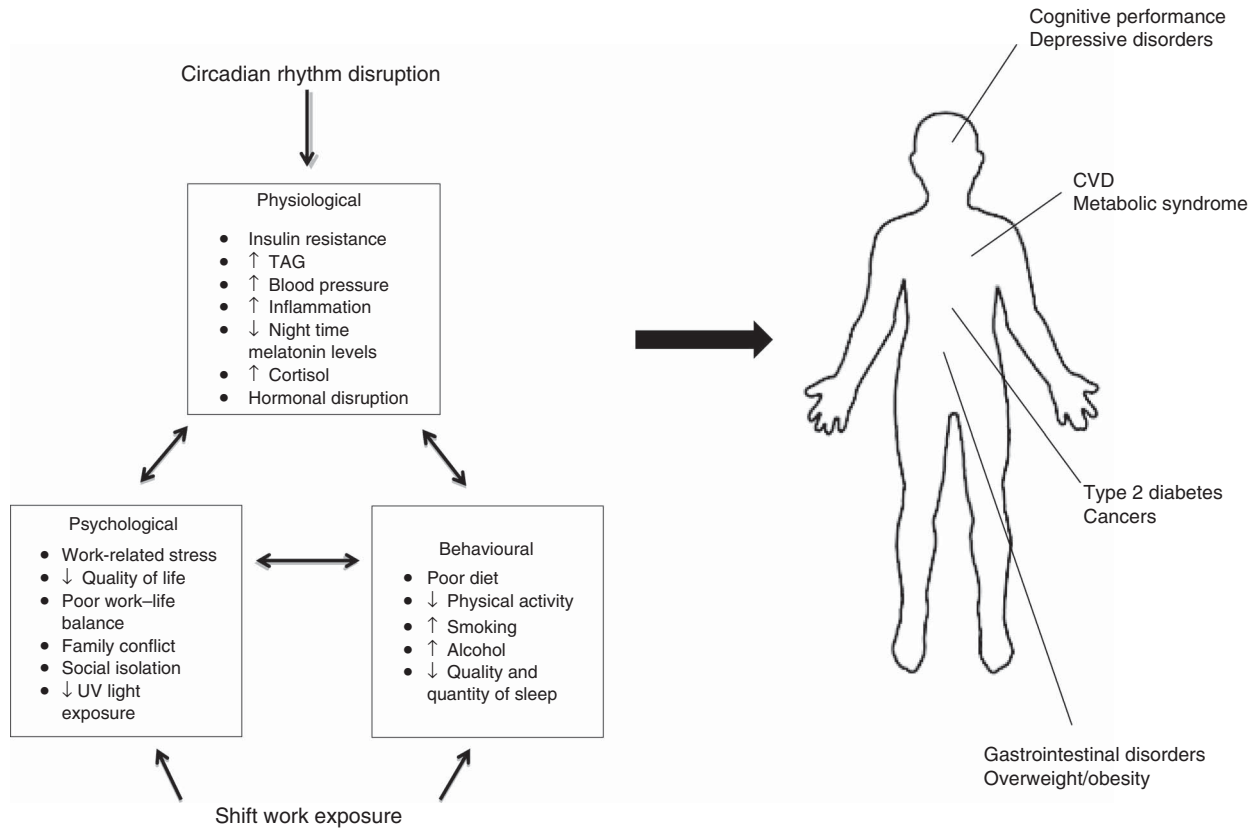 Circadian rhythm disruption
Physiological
● Insulin resistance
● ↑ TAG
● ↑ Blood pressure
● ↑ Inflammation
● ↓ Night time
melatonin levels
● ↑ Cortisol
● Hormonal disruption
Psychological
● Work-related stress
● ↓ Quality of life
● Poor work–life
balance
● Family conflict
● Social isolation
● ↓ UV light
exposure
Behavioural
● Poor diet
● ↓ Physical activity
● ↑ Smoking
● ↑ Alcohol
● ↓ Quality and
quantity of sleep
Shift work exposure
Cognitive performance
Depressive disorders
CVD
Metabolic syndrome
Type 2 diabetes
Cancers
Gastrointestinal disorders
Overweight/obesity